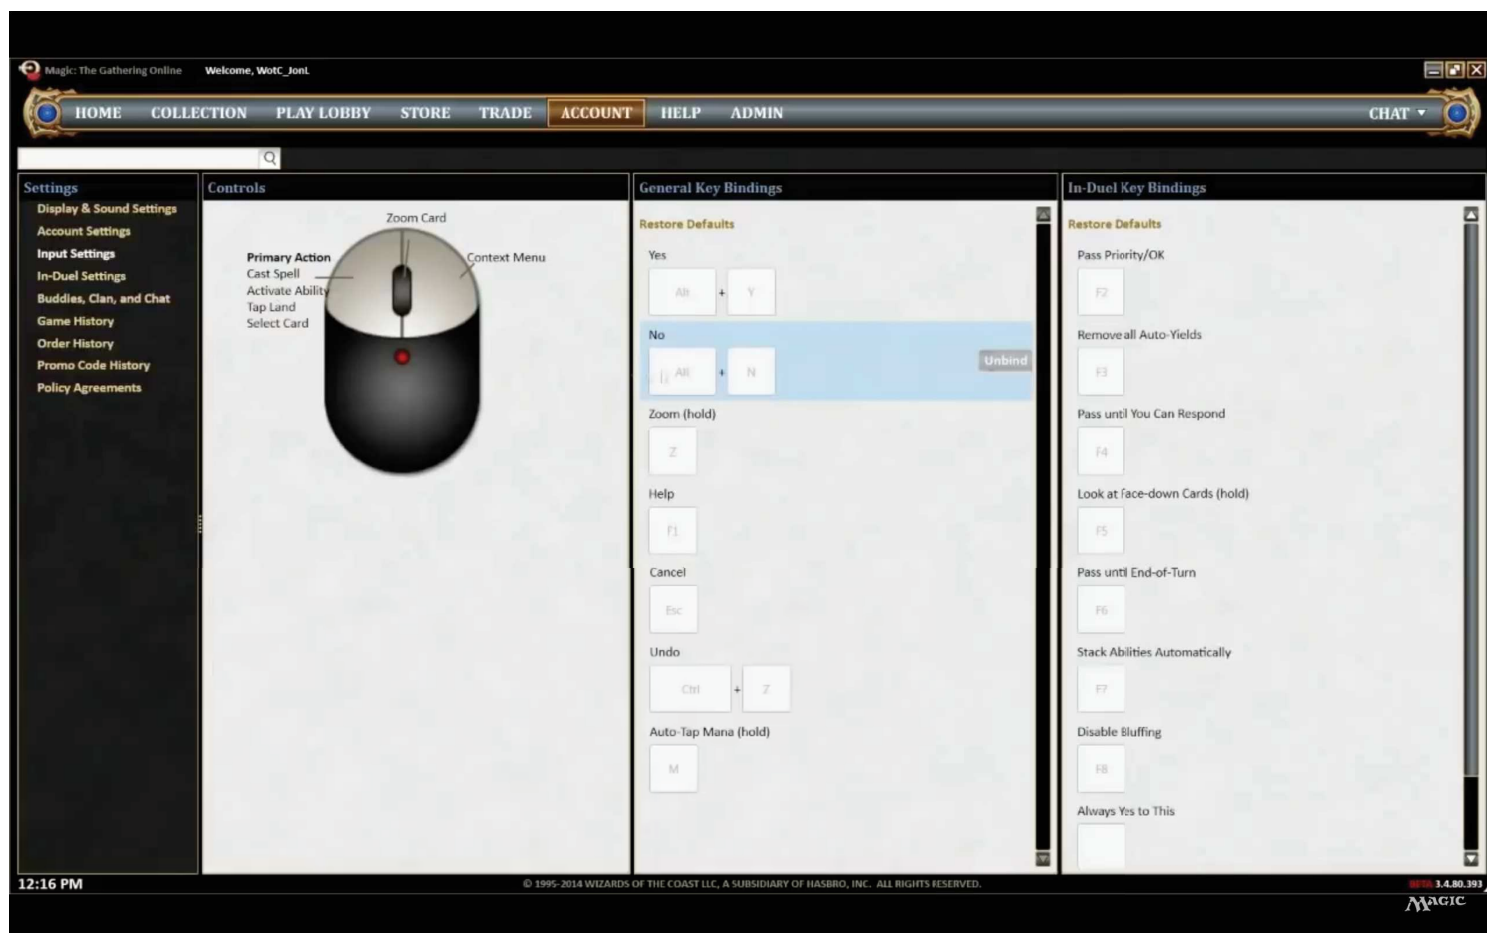 Magic: The Gathering Online Welcome, WotC_JonL
HOME COLLECTION PLAY LOBBY STORE TRADE ACCOUNT HELP ADMIN CHAT
Settings
Display & Sound Settings
Account Settings
Input Settings
In-Duel Settings
Buddies, Clan, and Chat
Game History
Order History
Promo Code History
Policy Agreements
Controls
Zoom Card
Primary Action
Cast Spell
Activate Ability
Tap Land
Select Card
Context Menu
General Key Bindings
Restore Defaults
Yes
Alt + Y
No
Alt + N
Unbind
Zoom (hold)
Z
Help
F1
Cancel
Esc
Undo
Ctrl + Z
Auto-Tap Mana (hold)
M
In-Duel Key Bindings
Restore Defaults
Pass Priority/OK
F2
Remove all Auto-Yields
F3
Pass until You Can Respond
F4
Look at face-down Cards (hold)
F5
Pass until End-of-Turn
F6
Stack Abilities Automatically
F7
Disable Bluffing
F8
Always Yes to This
12:16 PM
© 1995-2014 WIZARDS OF THE COAST LLC, A SUBSIDIARY OF HASBRO, INC. ALL RIGHTS RESERVED.
BETA 3.4.80.393
MAGIC